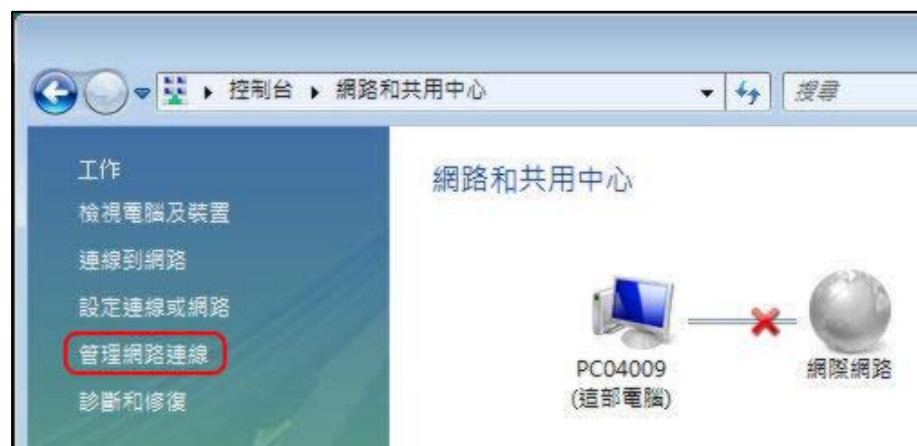 控制台 ▸ 網路和共用中心
搜尋
工作
檢視電腦及裝置
連線到網路
設定連線或網路
管理網路連線
診斷和修復
網路和共用中心
PC04009
(這部電腦)
網際網路